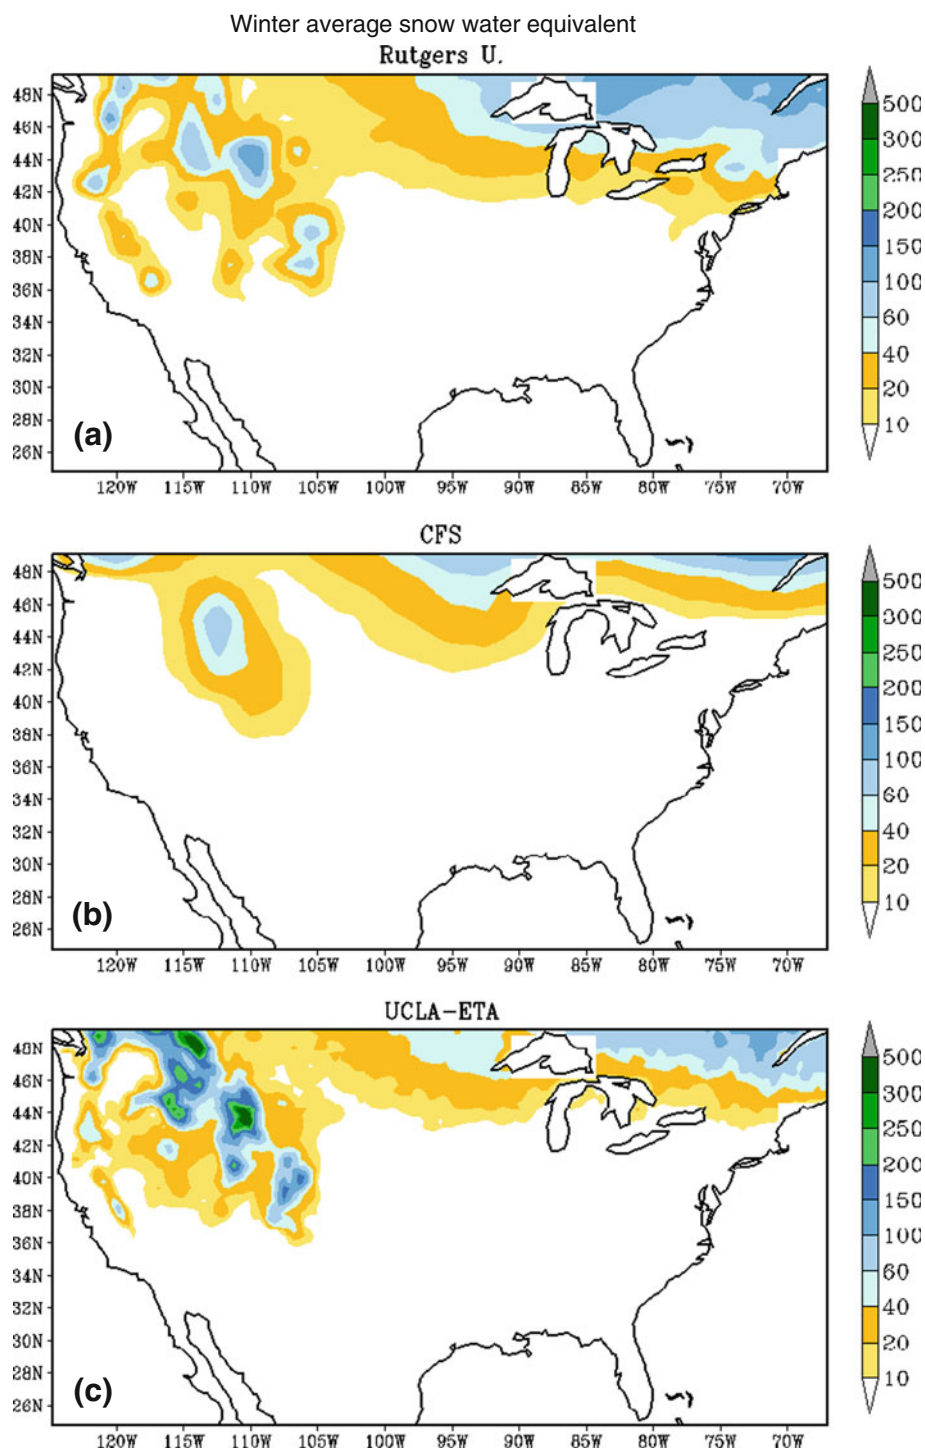 Winter average snow water equivalent
Rutgers U.
48N
46N
44N
42N
40N
38N
36N
34N
32N
30N
28N
26N
(a)
120W 115W 110W 105W 100W 95W 90W 85W 80W 75W 70W
500
300
250
200
150
100
60
40
20
10
CFS
48N
46N
44N
42N
40N
38N
36N
34N
32N
30N
28N
26N
(b)
120W 115W 110W 105W 100W 95W 90W 85W 80W 75W 70W
500
300
250
200
150
100
60
40
20
10
UCLA-ETA
48N
46N
44N
42N
40N
38N
36N
34N
32N
30N
28N
26N
(c)
120W 115W 110W 105W 100W 95W 90W 85W 80W 75W 70W
500
300
250
200
150
100
60
40
20
10